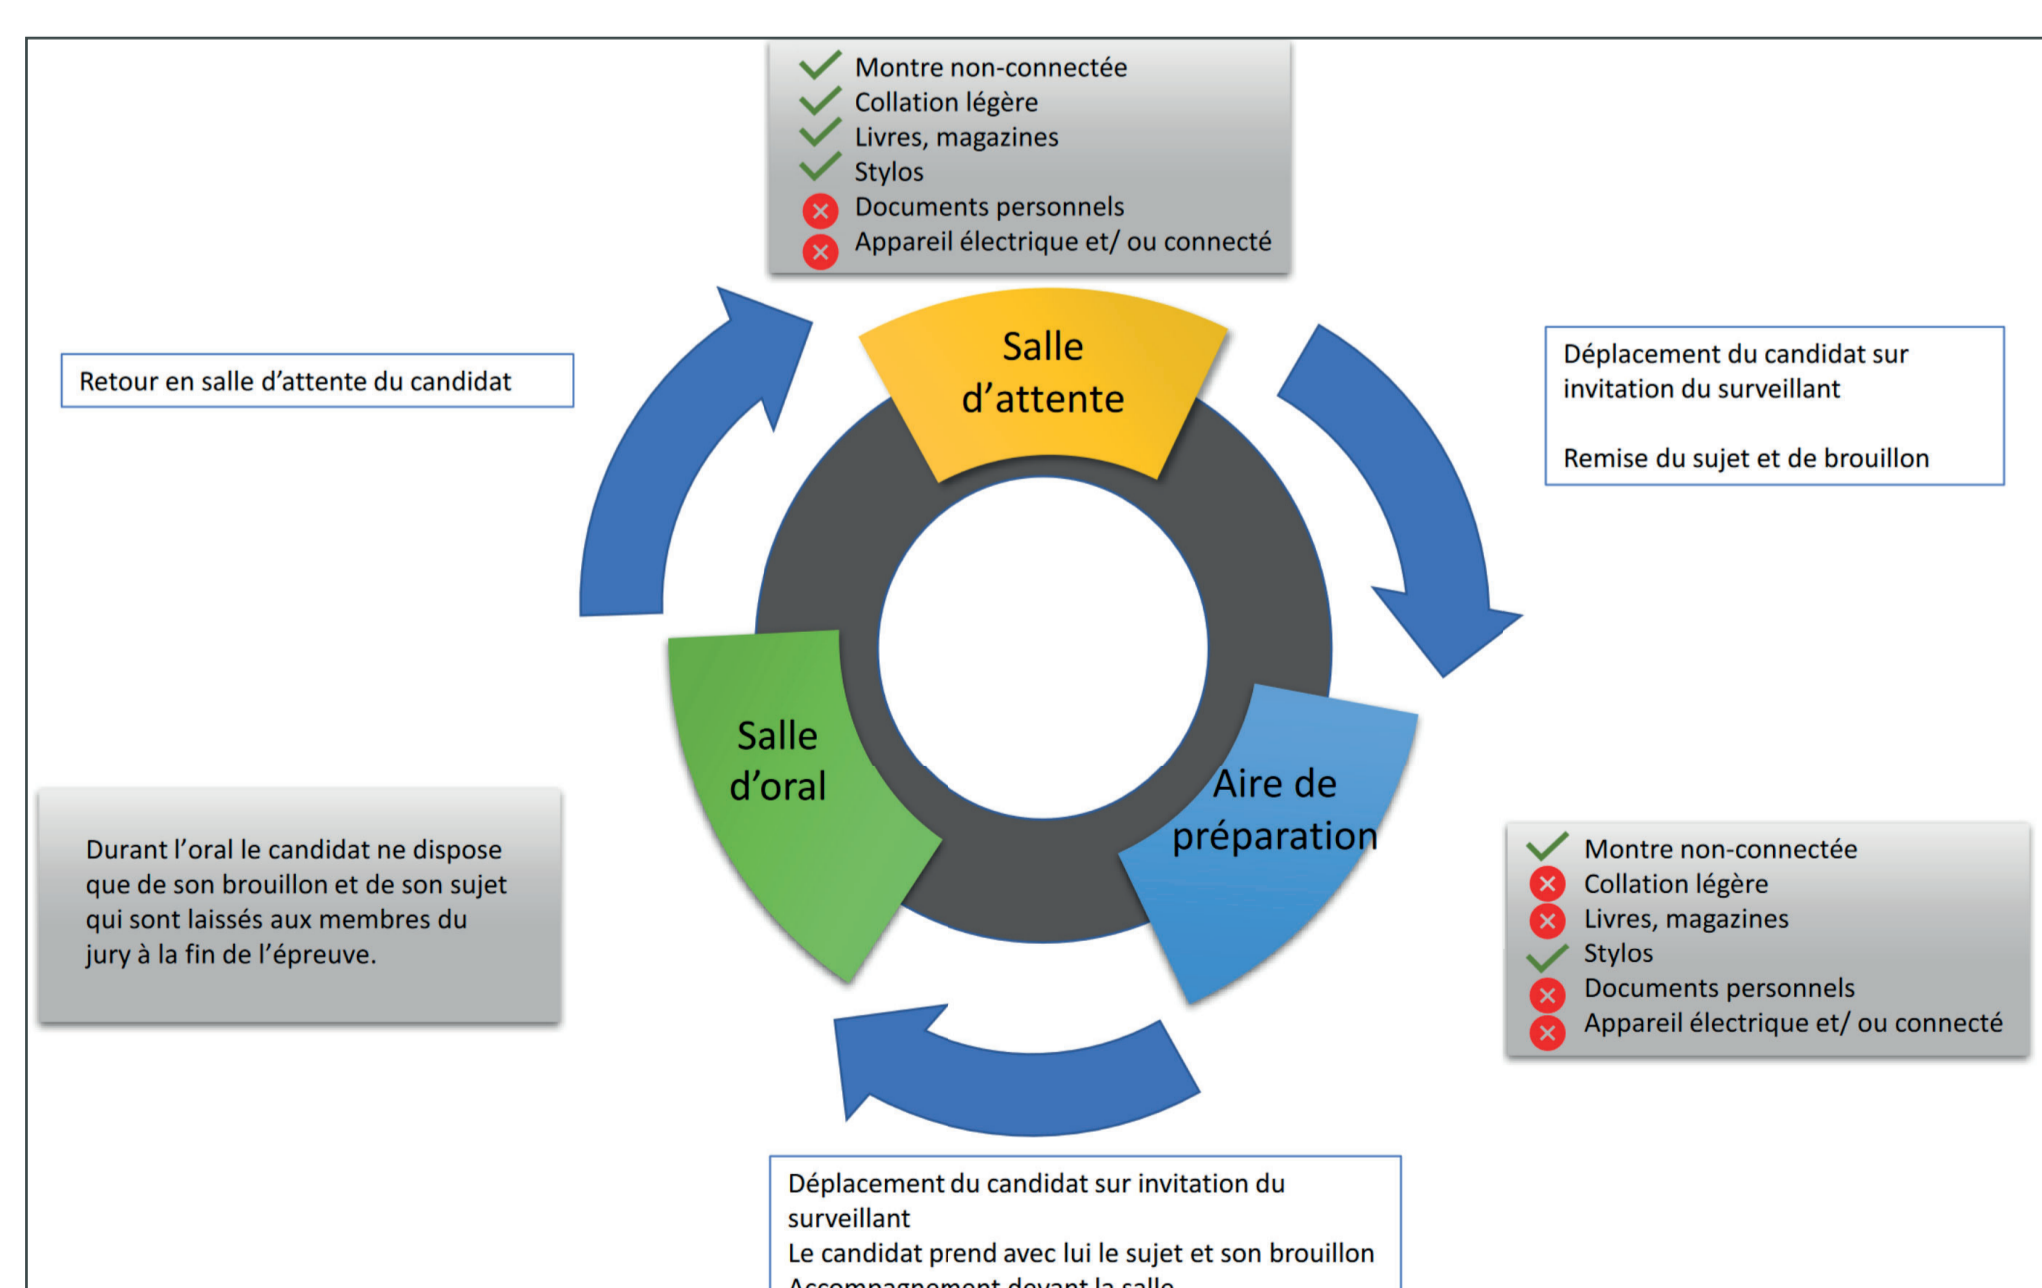 Montre non-connectée
Collation légère
Livres, magazines
Stylos
Documents personnels
Appareil électrique et/ ou connecté
Salle
d'attente
Retour en salle d'attente du candidat
Déplacement du candidat sur
invitation du surveillant
Remise du sujet et de brouillon
Salle
d'oral
Aire de
préparation
Durant l'oral le candidat ne dispose
que de son brouillon et de son sujet
qui sont laissés aux membres du
jury à la fin de l'épreuve.
Montre non-connectée
Collation légère
Livres, magazines
Stylos
Documents personnels
Appareil électrique et/ ou connecté
Déplacement du candidat sur invitation du
surveillant
Le candidat prend avec lui le sujet et son brouillon
Accompagnement devant la salle